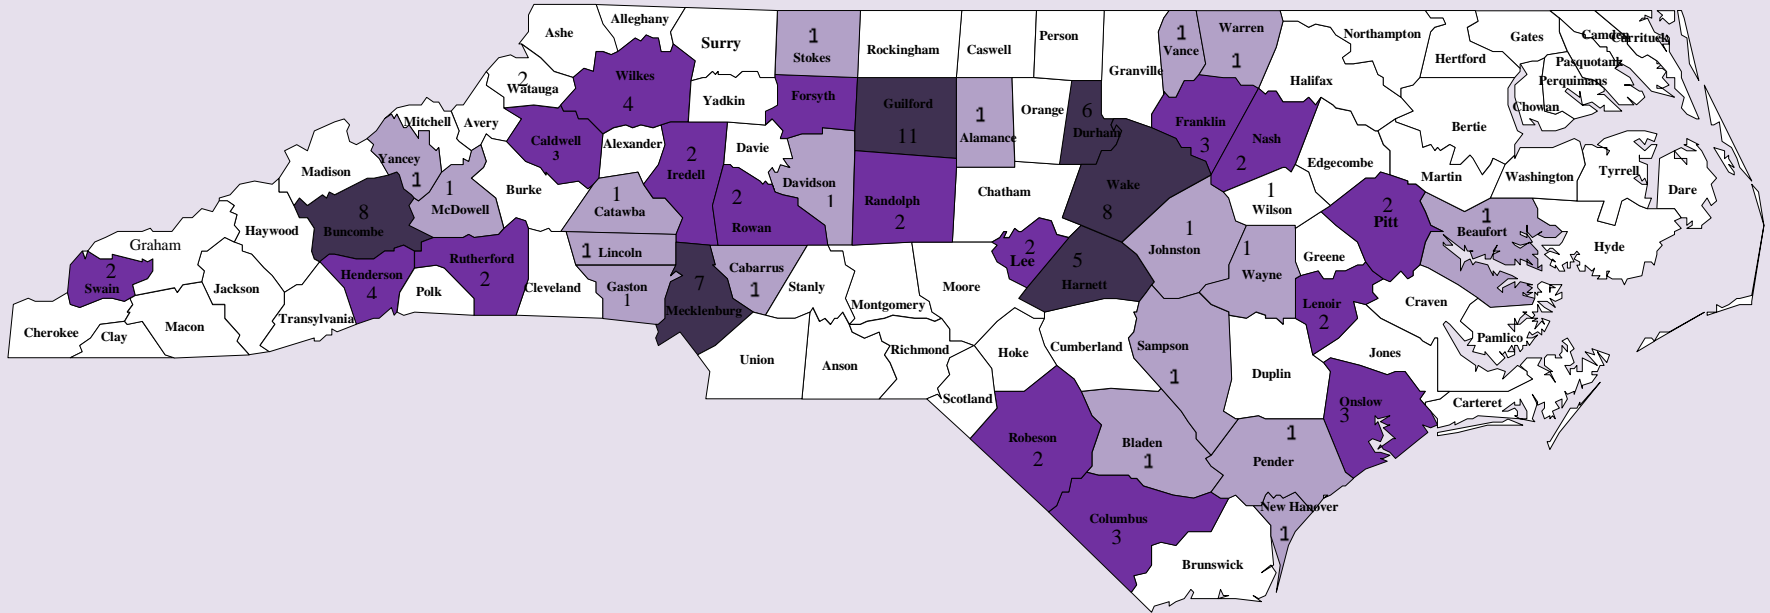 Ashe
Alleghany
Surry
1
Stokes
Rockingham
Caswell
Person
Granville
1
Vance
Warren
1
Northampton
Gates
Camden
Currituck
Hertford
Pasquotank
Perquimans
Chowan
Halifax
Bertie
2
Watauga
Wilkes
4
Yadkin
Forsyth
Guilford
11
1
Alamance
Orange
6
Durham
Franklin
3
Nash
2
Edgecombe
Martin
Washington
Tyrrell
Dare
Mitchell
Avery
Caldwell
3
Alexander
2
Iredell
Davie
Davidson
1
Randolph
2
Chatham
Wake
8
1
Wilson
2
Pitt
1
Beaufort
Hyde
Madison
Yancey
1
1
McDowell
Burke
1
Catawba
2
Rowan
1
Johnston
Greene
1
Wayne
Haywood
8
Buncombe
Graham
2
Swain
Henderson
4
Rutherford
2
Polk
Cleveland
1 Lincoln
Gaston
1
7
Mecklenburg
Cabarrus
1
Stanly
Montgomery
Moore
2
Lee
5
Harnett
Lenoir
2
Craven
Pamlico
Jones
Jackson
Transylvania
Macon
Cherokee
Clay
Union
Anson
Richmond
Scotland
Hoke
Cumberland
Sampson
1
Duplin
Onslow
3
Carteret
Robeson
2
Bladen
1
1
Pender
New Hanover
1
Columbus
3
Brunswick